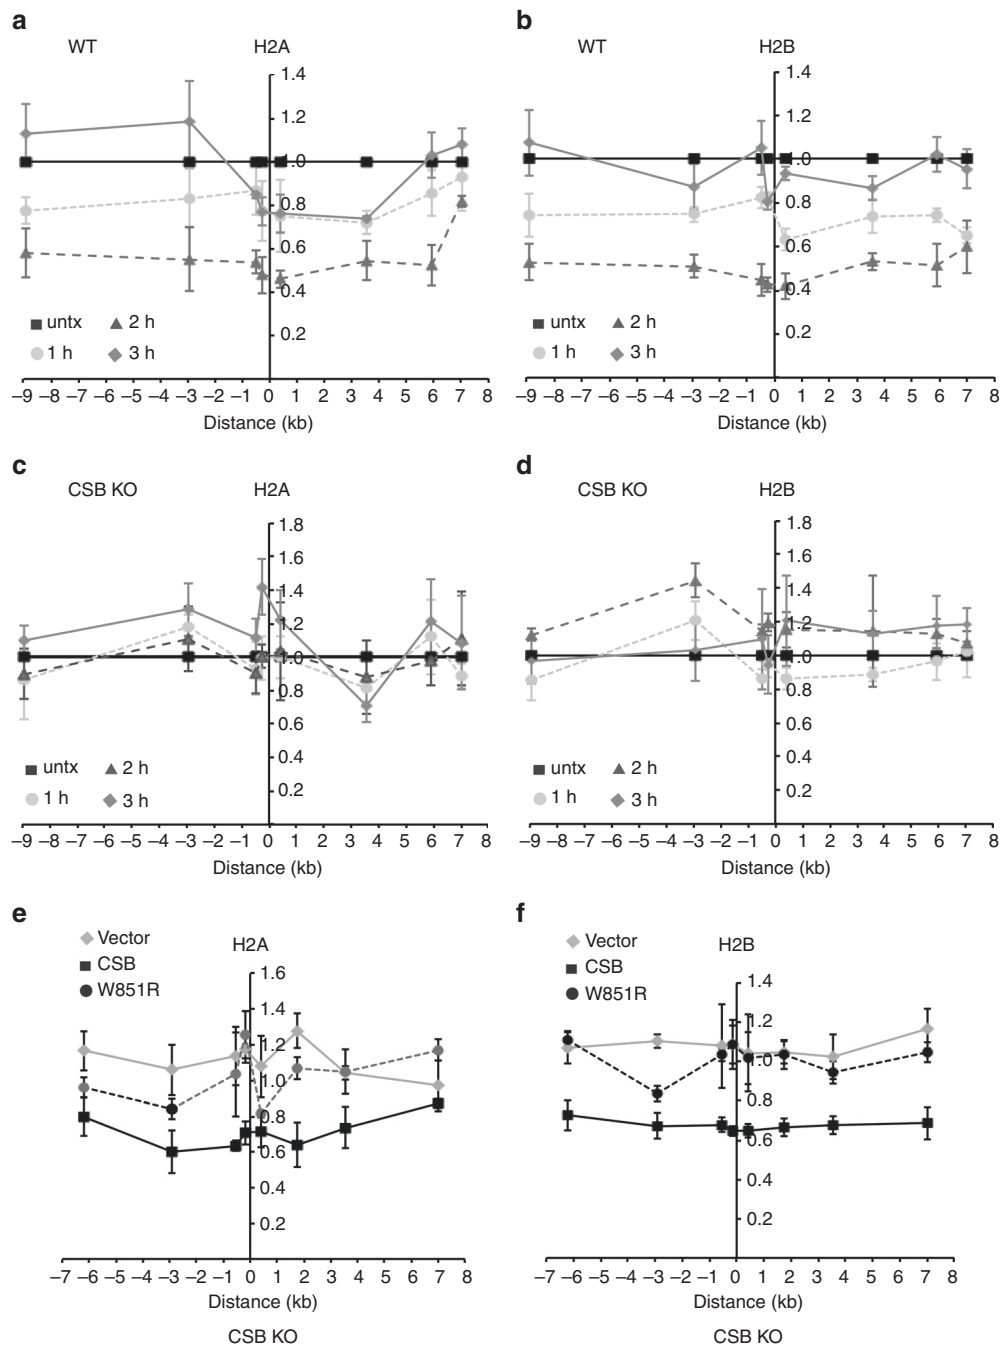 a
WT
H2A
1.4
1.2
1.0
0.8
0.6
0.4
0.2
untx
2 h
1 h
3 h
–9 –8 –7 –6 –5 –4 –3 –2 –1 0 1 2 3 4 5 6 7 8
Distance (kb)
b
WT
H2B
1.4
1.2
1.0
0.8
0.6
0.4
0.2
untx
2 h
1 h
3 h
–9 –8 –7 –6 –5 –4 –3 –2 –1 0 1 2 3 4 5 6 7 8
Distance (kb)
c
CSB KO
H2A
1.8
1.6
1.4
1.2
1.0
0.8
0.6
0.4
0.2
untx
2 h
1 h
3 h
–9 –8 –7 –6 –5 –4 –3 –2 –1 0 1 2 3 4 5 6 7 8
Distance (kb)
d
CSB KO
H2B
1.8
1.6
1.4
1.2
1.0
0.8
0.6
0.4
0.2
untx
2 h
1 h
3 h
–9 –8 –7 –6 –5 –4 –3 –2 –1 0 1 2 3 4 5 6 7 8
Distance (kb)
e
Vector
CSB
W851R
H2A
1.6
1.4
1.2
1.0
0.8
0.6
0.4
0.2
–7 –6 –5 –4 –3 –2 –1 0 1 2 3 4 5 6 7 8
Distance (kb)
CSB KO
f
Vector
CSB
W851R
H2B
1.4
1.2
1.0
0.8
0.6
0.4
0.2
–7 –6 –5 –4 –3 –2 –1 0 1 2 3 4 5 6 7 8
Distance (kb)
CSB KO